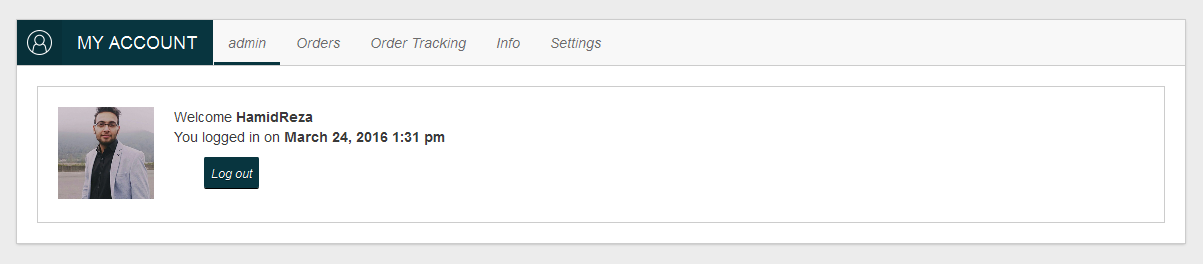 MY ACCOUNT admin Orders Order Tracking Info Settings
Welcome HamidReza
You logged in on March 24, 2016 1:31 pm
Log out